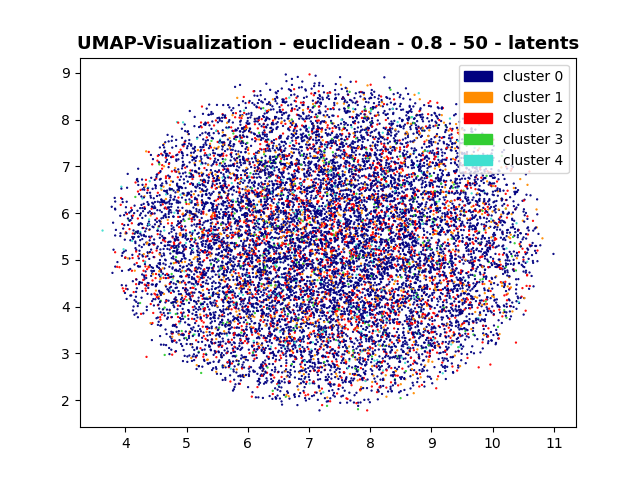 UMAP-Visualization - euclidean - 0.8 - 50 - latents
cluster 0
cluster 1
cluster 2
cluster 3
cluster 4
9
8
7
6
5
4
3
2
4 5 6 7 8 9 10 11